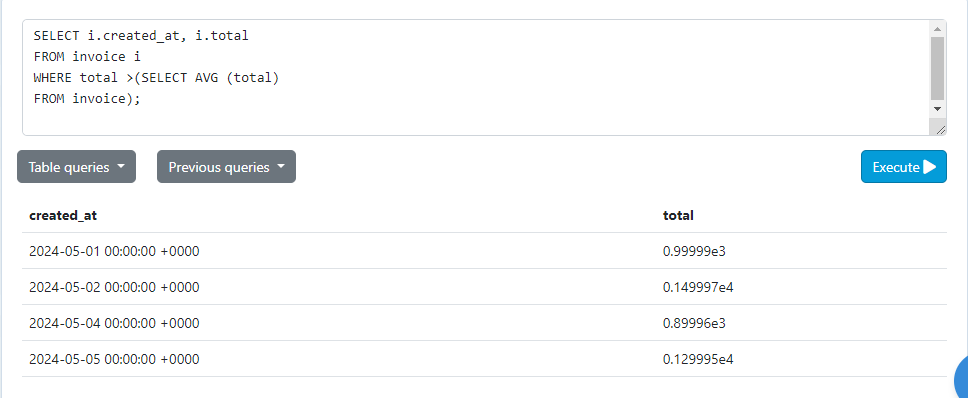 SELECT i.created_at, i.total
FROM invoice i
WHERE total >(SELECT AVG (total)
FROM invoice);
Table queries Previous queries Execute
created_at total
2024-05-01 00:00:00 +0000 0.99999e3
2024-05-02 00:00:00 +0000 0.149997e4
2024-05-04 00:00:00 +0000 0.89996e3
2024-05-05 00:00:00 +0000 0.129995e4